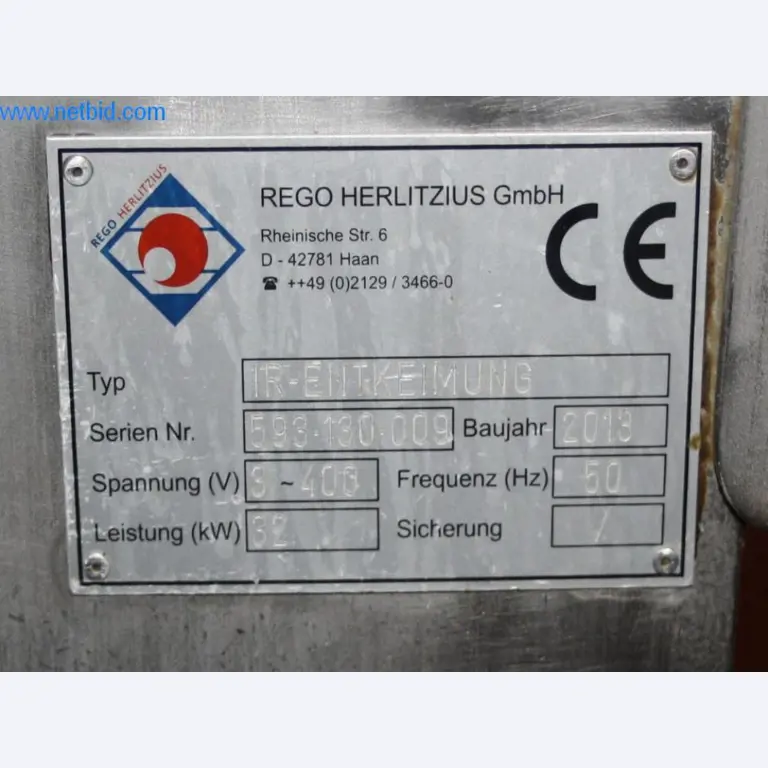 www.netbid.com
REGO HERLITZIUS
REGO HERLITZIUS GmbH
Rheinische Str. 6
D - 42781 Haan
☎ ++49 (0)2129 / 3466-0
CE
Typ IR-ENTKEIMUNG
Serien Nr. 593-130-009 Baujahr 2013
Spannung (V) 3~400 Frequenz (Hz) 50
Leistung (kW) 32 Sicherung /